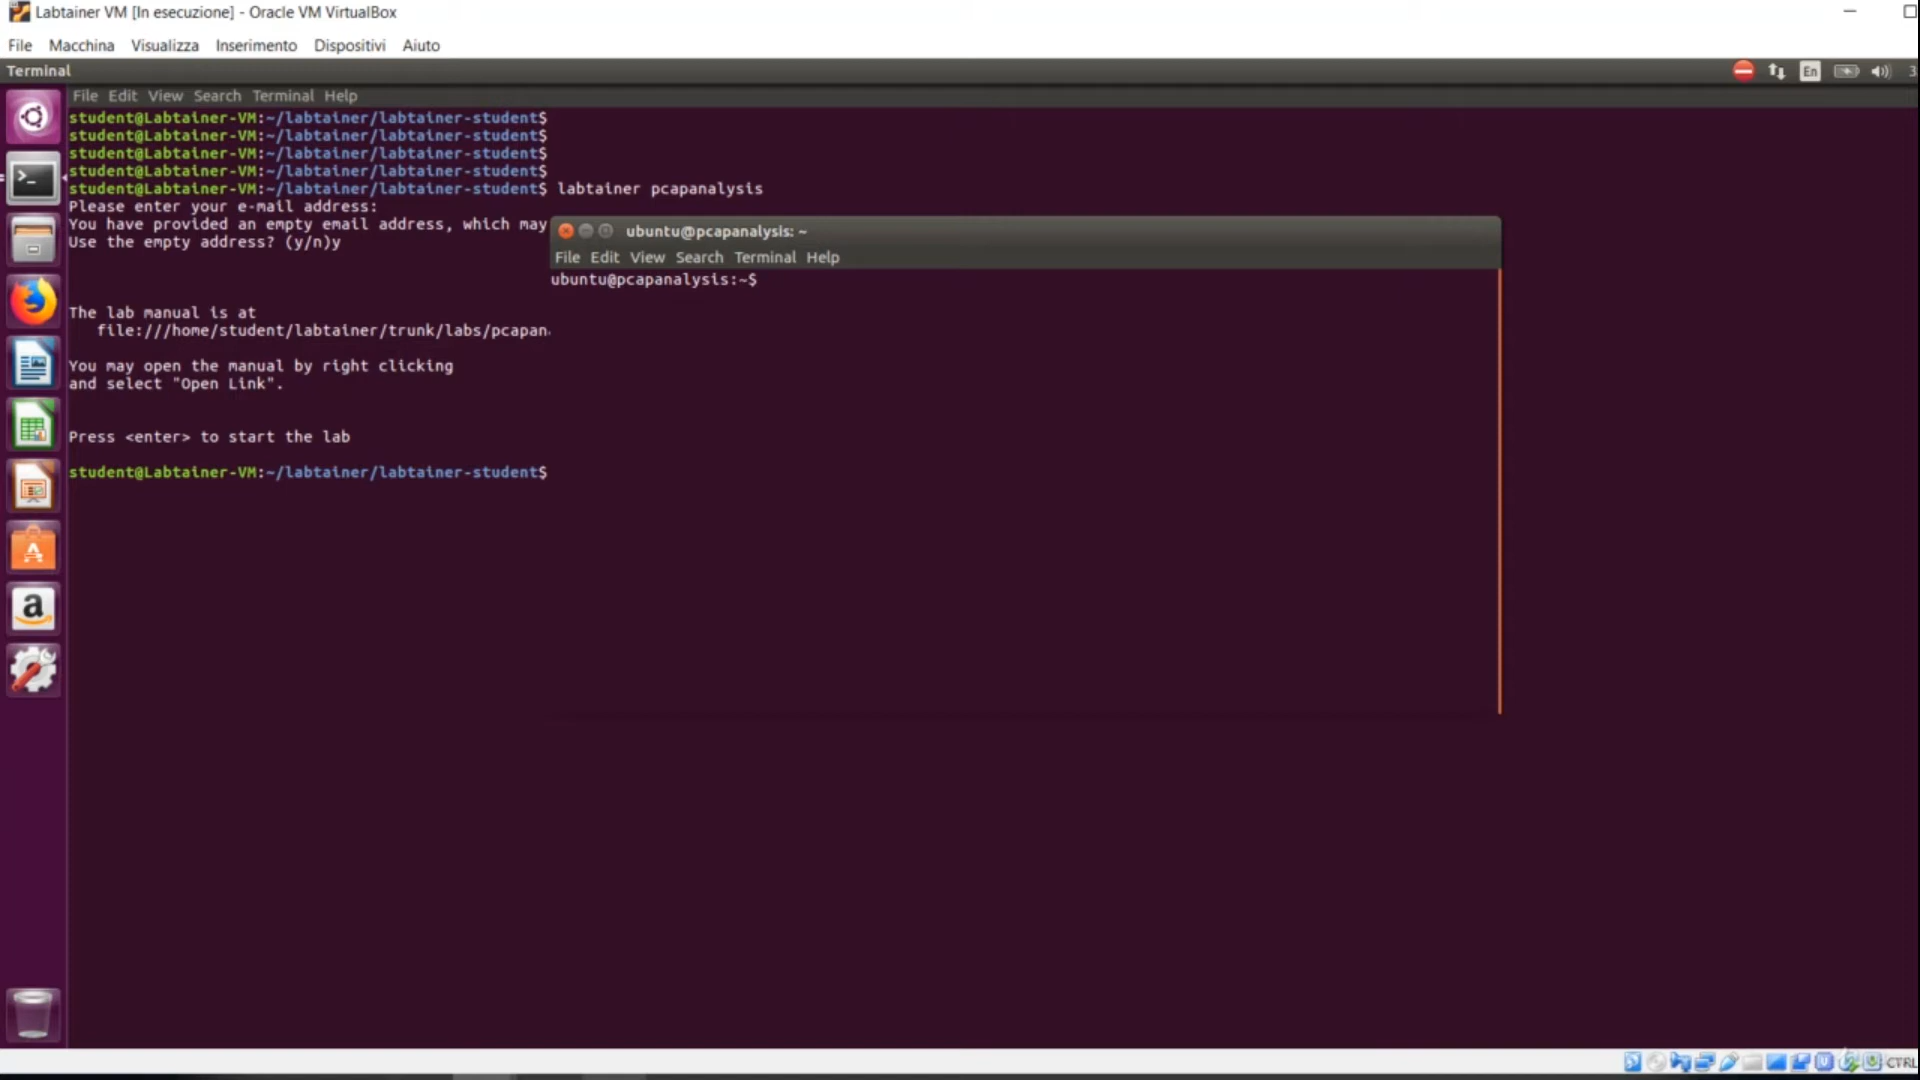 Labtainer VM [In esecuzione] - Oracle VM VirtualBox
File Macchina Visualizza Inserimento Dispositivi Aiuto
Terminal
En
3
File Edit View Search Terminal Help
student@Labtainer-VM:~/labtainer/labtainer-student$
student@Labtainer-VM:~/labtainer/labtainer-student$
student@Labtainer-VM:~/labtainer/labtainer-student$
student@Labtainer-VM:~/labtainer/labtainer-student$
student@Labtainer-VM:~/labtainer/labtainer-student$ labtainer pcapanalysis
Please enter your e-mail address:
You have provided an empty email address, which may
Use the empty address? (y/n)y
The lab manual is at
file:///home/student/labtainer/trunk/labs/pcapan
You may open the manual by right clicking
and select "Open Link".
Press <enter> to start the lab
student@Labtainer-VM:~/labtainer/labtainer-student$
ubuntu@pcapanalysis: ~
File Edit View Search Terminal Help
ubuntu@pcapanalysis:~$
CTRL